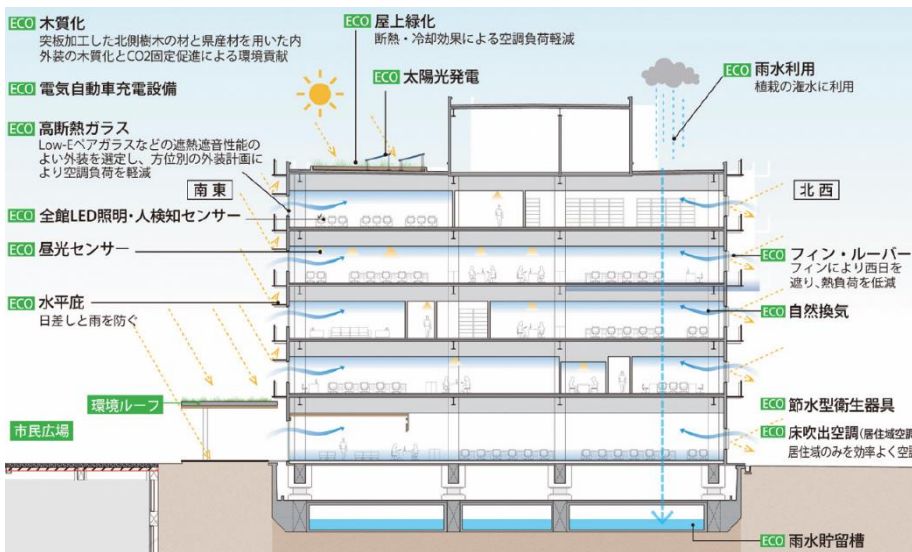 ECO 木質化
突板加工した北側樹木の材と県産材を用いた内
外装の木質化とCO2固定促進による環境貢献
ECO 電気自動車充電設備
ECO 高断熱ガラス
Low-Eペアガラスなどの遮熱遮音性能の
よい外装を選定し、方位別の外装計画に
より空調負荷を軽減
南東
ECO 全館LED照明・人検知センサー
ECO 昼光センサー
ECO 水平庇
日差しと雨を防ぐ
環境ルーフ
市民広場
ECO 屋上緑化
断熱・冷却効果による空調負荷軽減
ECO 太陽光発電
ECO 雨水利用
植栽の潅水に利用
北西
ECO フィン・ルーバー
フィンにより西日を
遮り、熱負荷を低減
ECO 自然換気
ECO 節水型衛生器具
ECO 床吹出空調(居住域空調
居住域のみを効率よく空調
ECO 雨水貯留槽